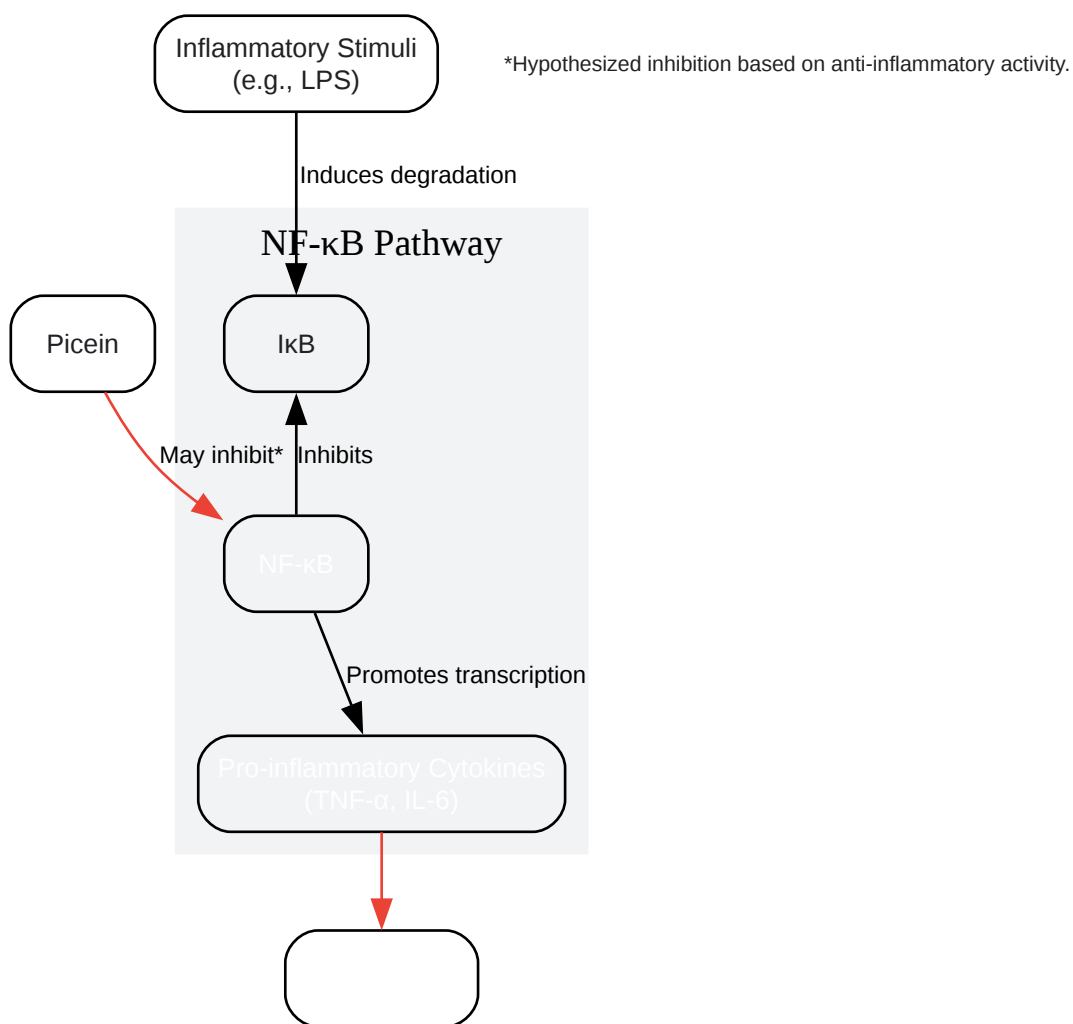 Inflammatory Stimuli
(e.g., LPS)
*Hypothesized inhibition based on anti-inflammatory activity.
Induces degradation
NF-κB Pathway
Picein
IκB
May inhibit*
Inhibits
NF-κB
Promotes transcription
Pro-inflammatory Cytokines
(TNF-α, IL-6)